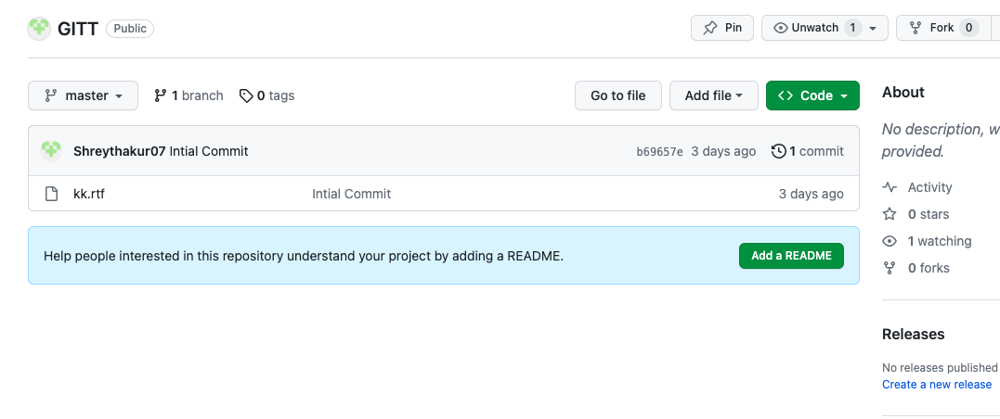 GITT Public Pin Unwatch 1 Fork 0
master 1 branch 0 tags Go to file Add file <> Code
About
No description, w
provided.
Shreythakur07 Intial Commit b69657e 3 days ago 1 commit
kk.rtf Intial Commit 3 days ago
Activity
0 stars
1 watching
0 forks
Help people interested in this repository understand your project by adding a README. Add a README
Releases
No releases published
Create a new release